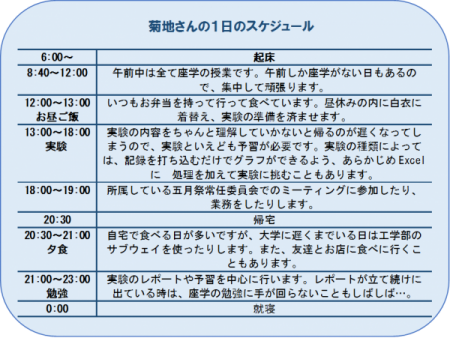 菊地さんの1日のスケジュール
6:00～ 起床
8:40～12:00 午前中は全て座学の授業です。午前しか座学がない日もあるの
で、集中して頑張ります。
12:00～13:00 いつもお弁当を持って行って食べています。昼休みの内に白衣に
お昼ご飯 着替え、実験の準備を済ませます。
13:00～18:00 実験の内容をちゃんと理解していかないと帰るのが遅くなってし
実験 まうので、実験といえども予習が必要です。実験の種類によって
は、記録を打ち込むだけでグラフができるよう、あらかじめ Excel
に 処理を加えて実験に挑むこともあります。
18:00～19:00 所属している五月祭常任委員会でのミーティングに参加したり、
業務をしたりします。
20:30 帰宅
20:30～21:00 自宅で食べる日が多いですが、大学に遅くまでいる日は工学部の
夕食 サブウェイを使ったりします。また、友達とお店に食べに行くこ
ともあります。
21:00～23:00 実験のレポートや予習を中心に行います。レポートが立て続けに
勉強 出ている時は、座学の勉強に手が回らないこともしばしば…。
0:00 就寝